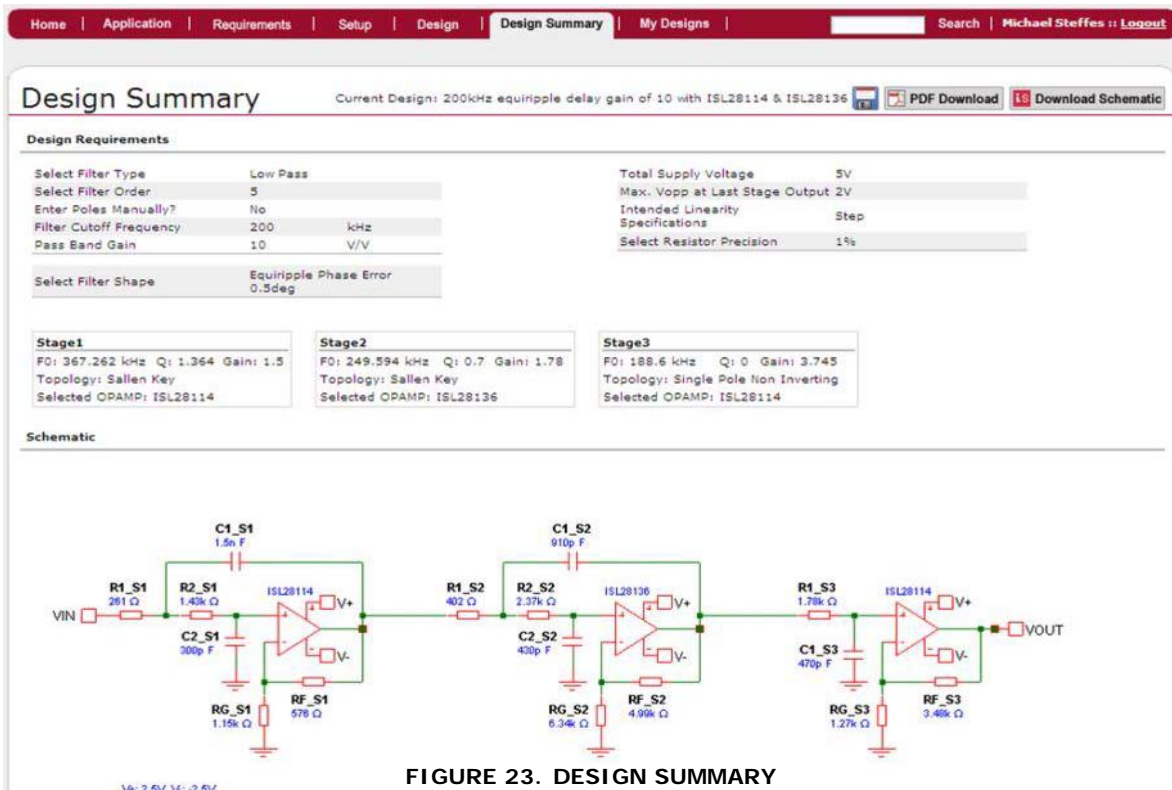 Home | Application | Requirements | Setup | Design | Design Summary | My Designs | Search | Michael Steffes :: Logout
Design Summary
Current Design: 200kHz equiripple delay gain of 10 with ISL28114 & ISL28136
PDF Download
Download Schematic
Design Requirements
Select Filter Type Low Pass
Select Filter Order 5
Enter Poles Manually? No
Filter Cutoff Frequency 200 kHz
Pass Band Gain 10 V/V
Select Filter Shape Equiripple Phase Error
0.5deg
Total Supply Voltage 5V
Max. Vopp at Last Stage Output 2V
Intended Linearity
Specifications Step
Select Resistor Precision 1%
Stage1
F0: 367.262 kHz Q: 1.364 Gain: 1.5
Topology: Sallen Key
Selected OPAMP: ISL28114
Stage2
F0: 249.594 kHz Q: 0.7 Gain: 1.78
Topology: Sallen Key
Selected OPAMP: ISL28136
Stage3
F0: 188.6 kHz Q: 0 Gain: 3.745
Topology: Single Pole Non Inverting
Selected OPAMP: ISL28114
Schematic
VIN
R1_S1
261 Ω
R2_S1
1.43k Ω
C1_S1
1.5n F
C2_S1
300p F
ISL28114
V+
V-
RF_S1
576 Ω
RG_S1
1.15k Ω
R1_S2
402 Ω
R2_S2
2.37k Ω
C1_S2
910p F
C2_S2
430p F
ISL28136
V+
V-
RF_S2
4.99k Ω
RG_S2
6.34k Ω
R1_S3
1.78k Ω
C1_S3
470p F
ISL28114
V+
V-
RF_S3
3.48k Ω
RG_S3
1.27k Ω
VOUT
FIGURE 23. DESIGN SUMMARY